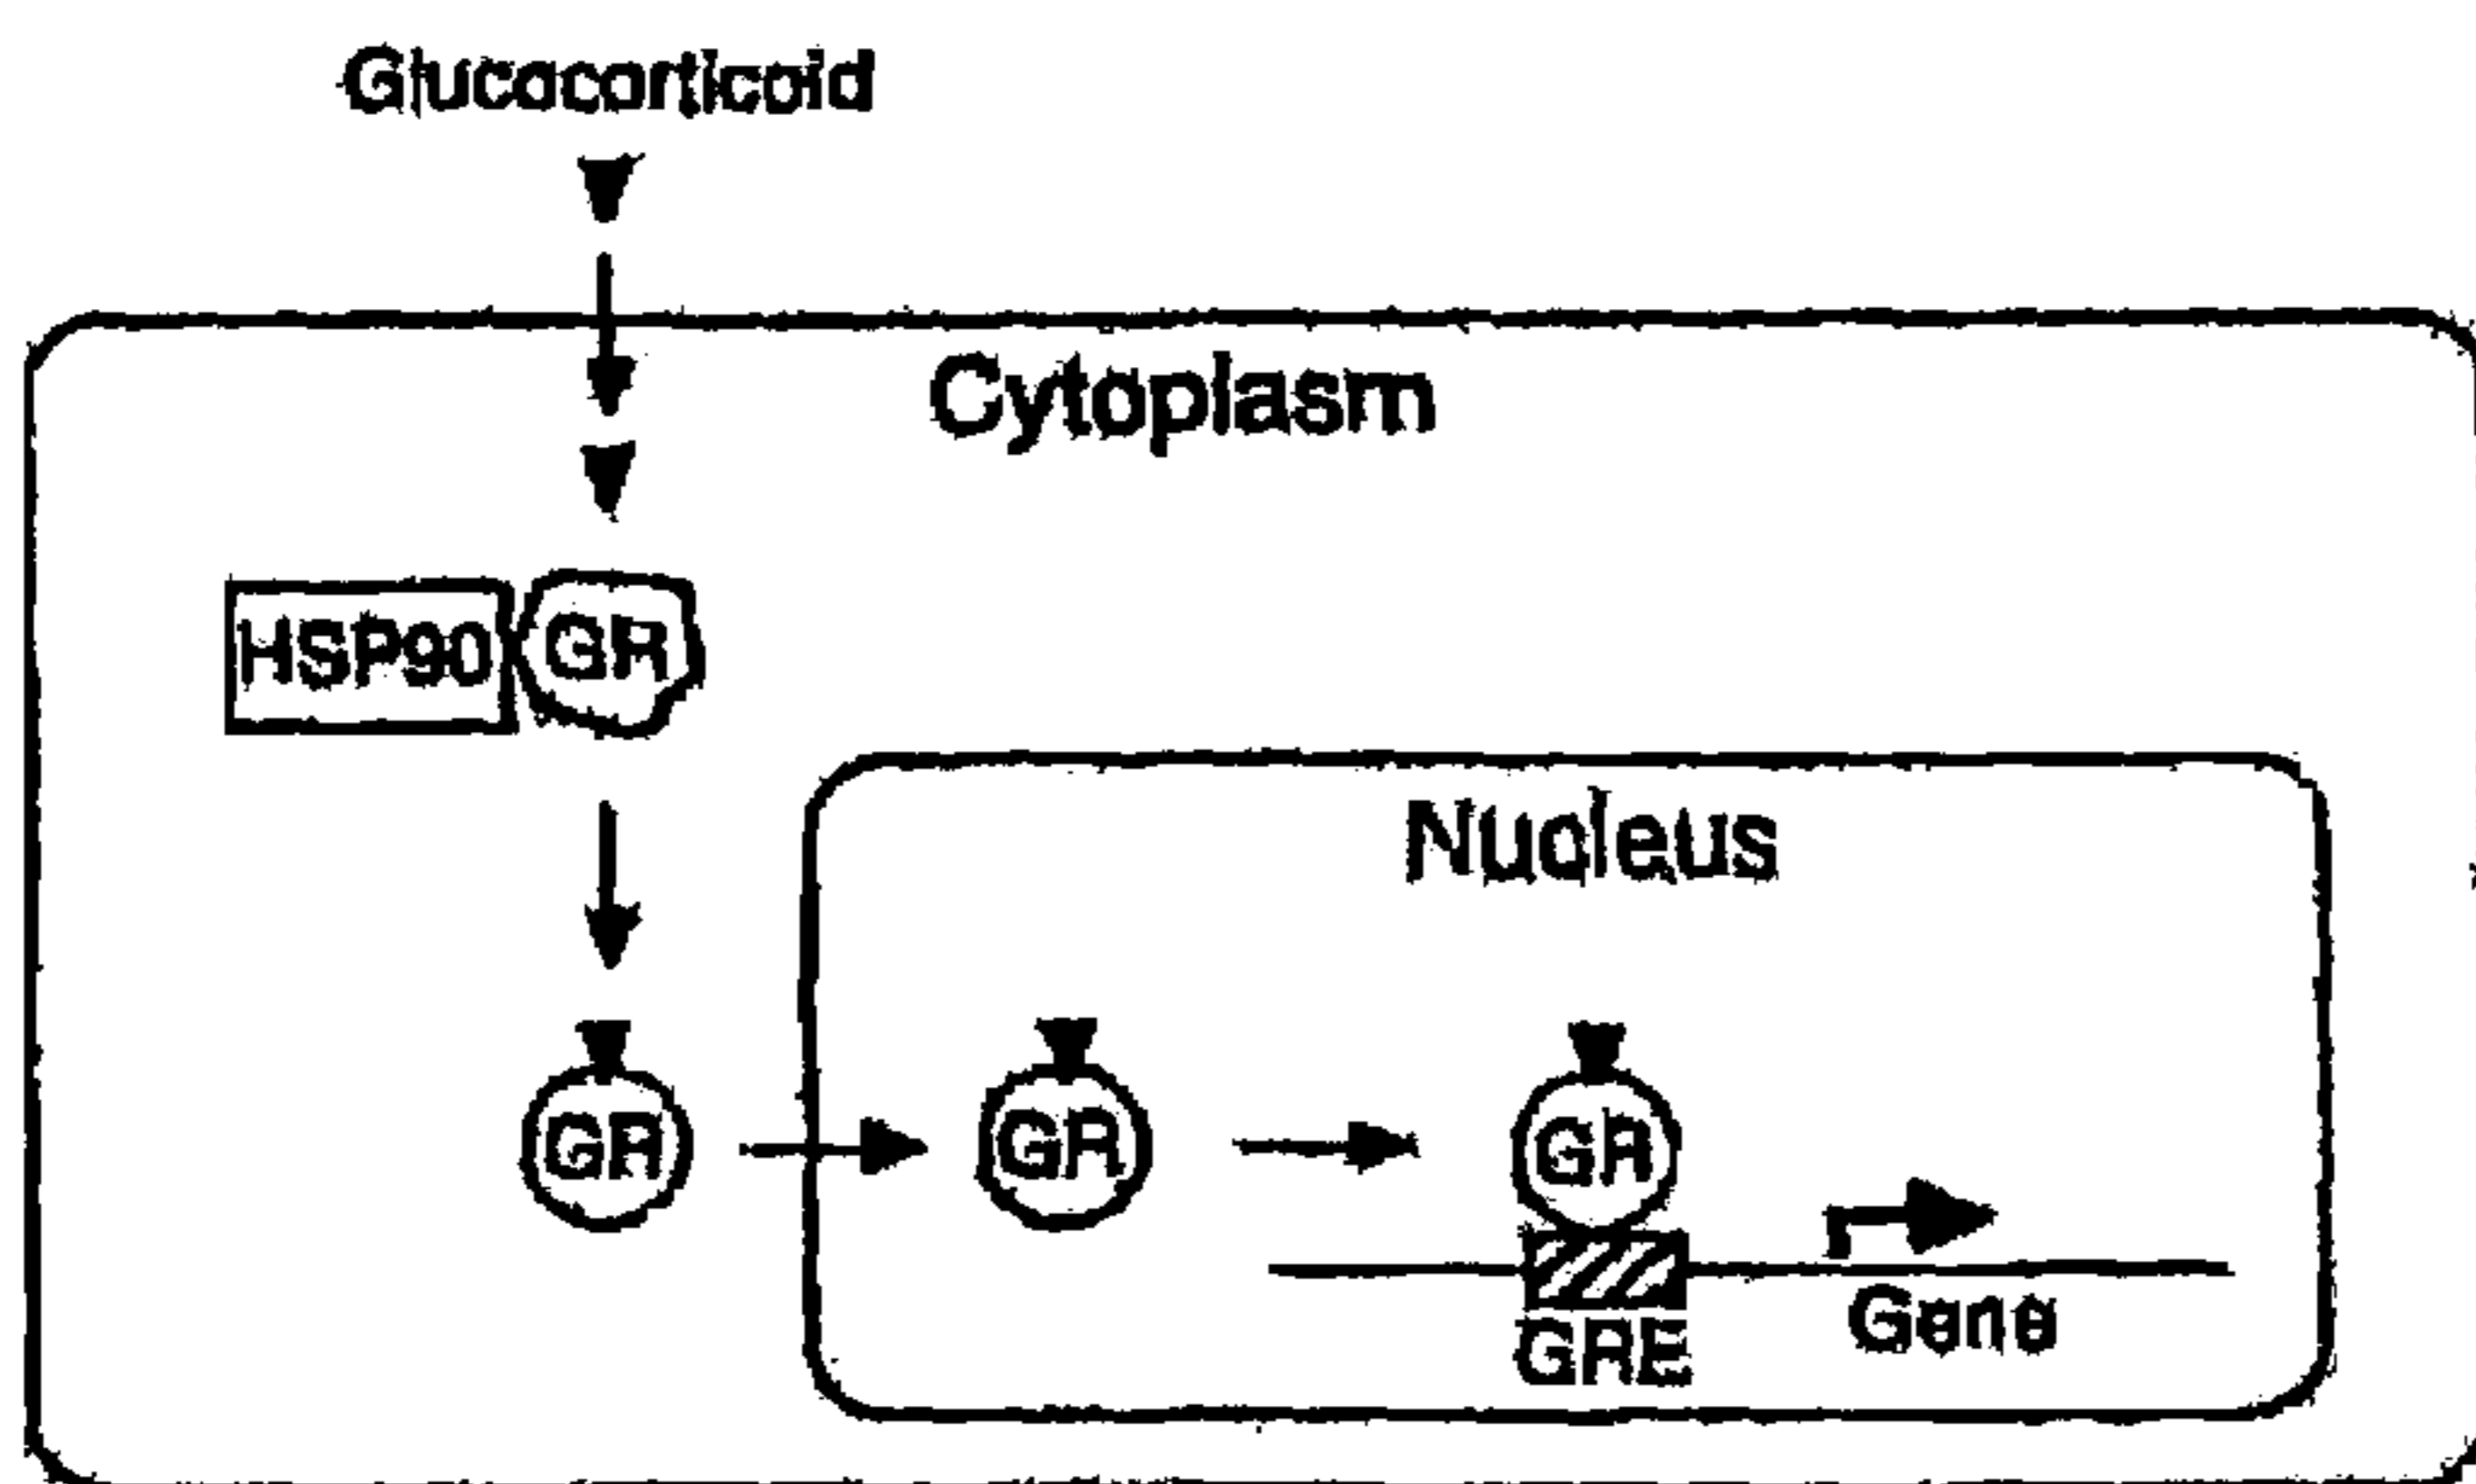 Glucocorticoid
Cytoplasm
HSP90 GR
Nucleus
GR GR GR
Gene
GRE